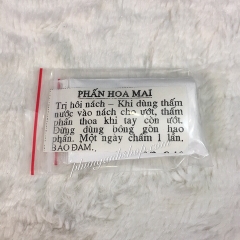 PHẤN HOA MAI
Trị hôi nách – Khi dùng thấm
nước vào nách cho ướt, thấm
phấn thoa khi tay còn ướt.
Đừng dùng bông gòn hao
phấn. Một ngày chấm 1 lần,
BẢO ĐẢM.